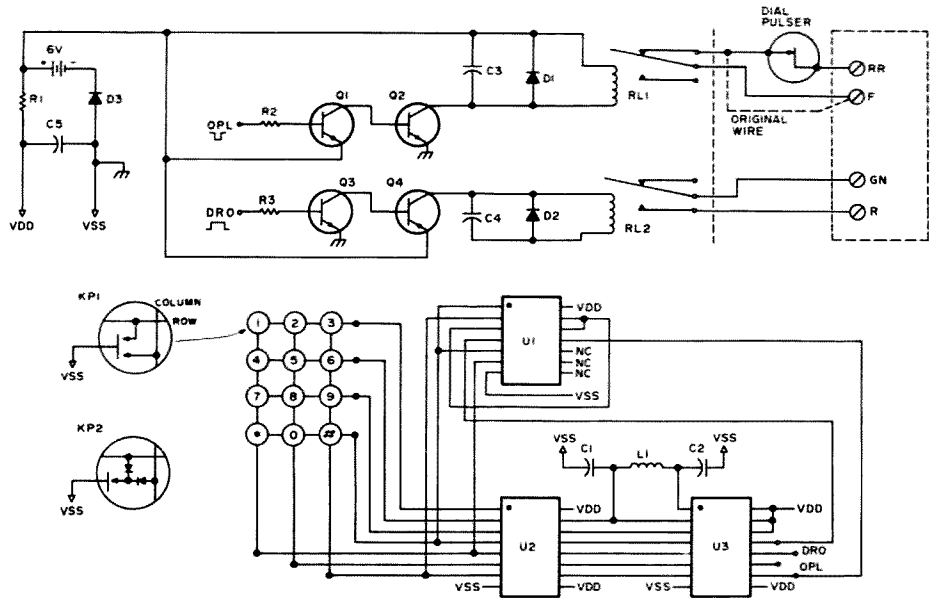 DIAL
PULSER
6V
+ -
R1
D3
C5
VDD
VSS
OPL
R2
Q1
Q2
C3
D1
RL1
RR
F
ORIGINAL
WIRE
DRO
R3
Q3
Q4
C4
D2
RL2
GN
R
KP1
COLUMN
ROW
VSS
KP2
VSS
1 2 3
4 5 6
7 8 9
* 0 #
U1
VDD
NC
NC
NC
VSS
VSS
C1
L1
C2
VSS
U2
VDD
VSS
VDD
U3
VDD
DRO
OPL
VSS
VDD